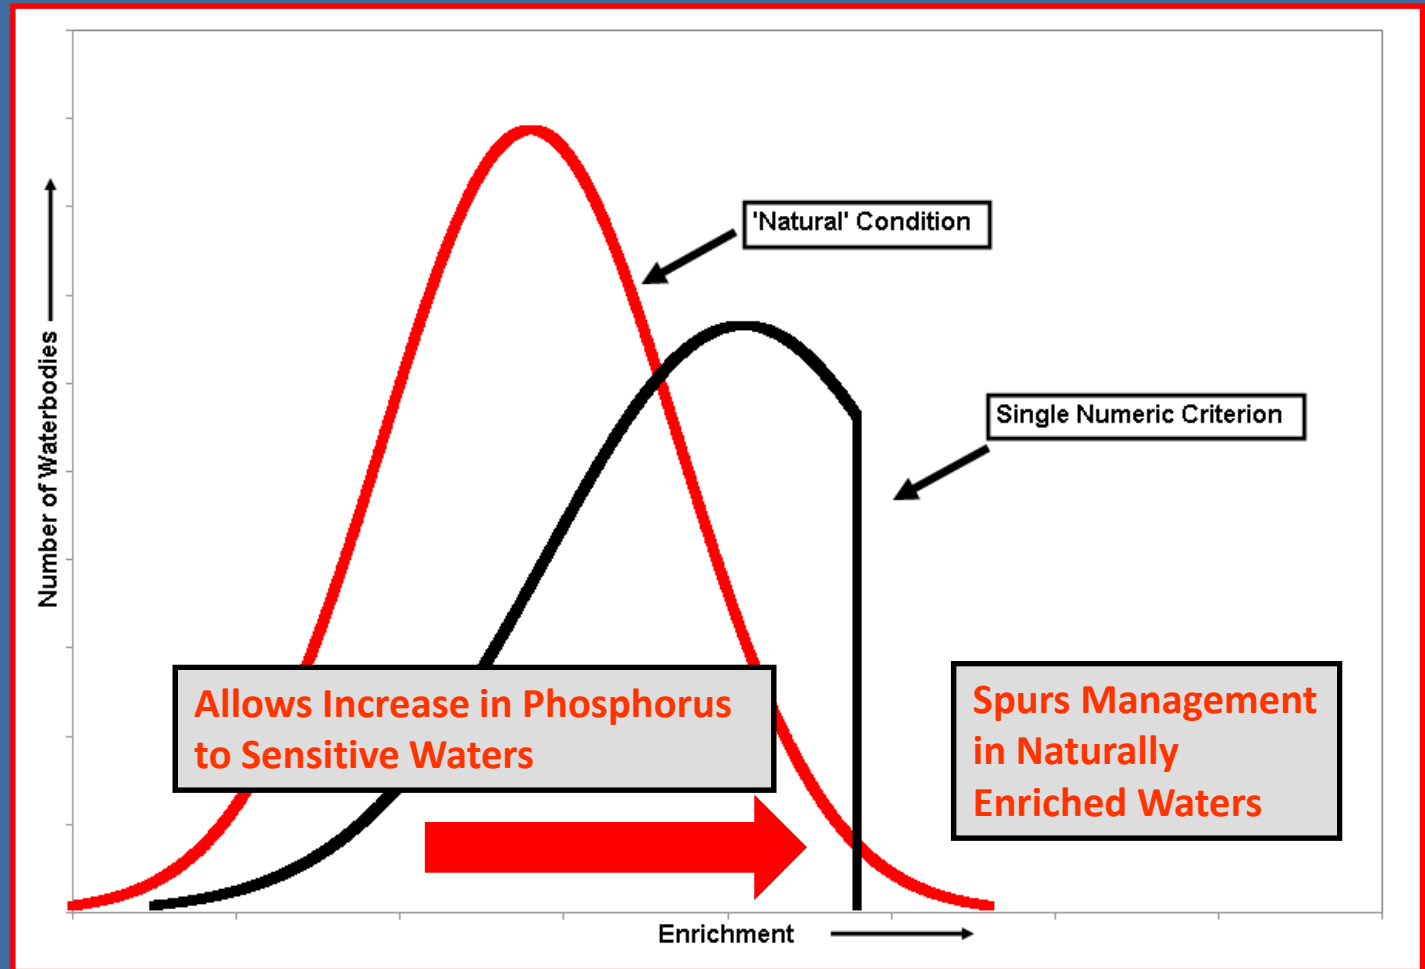 'Natural' Condition
Single Numeric Criterion
Number of Waterbodies
Allows Increase in Phosphorus
to Sensitive Waters
Spurs Management
in Naturally
Enriched Waters
Enrichment